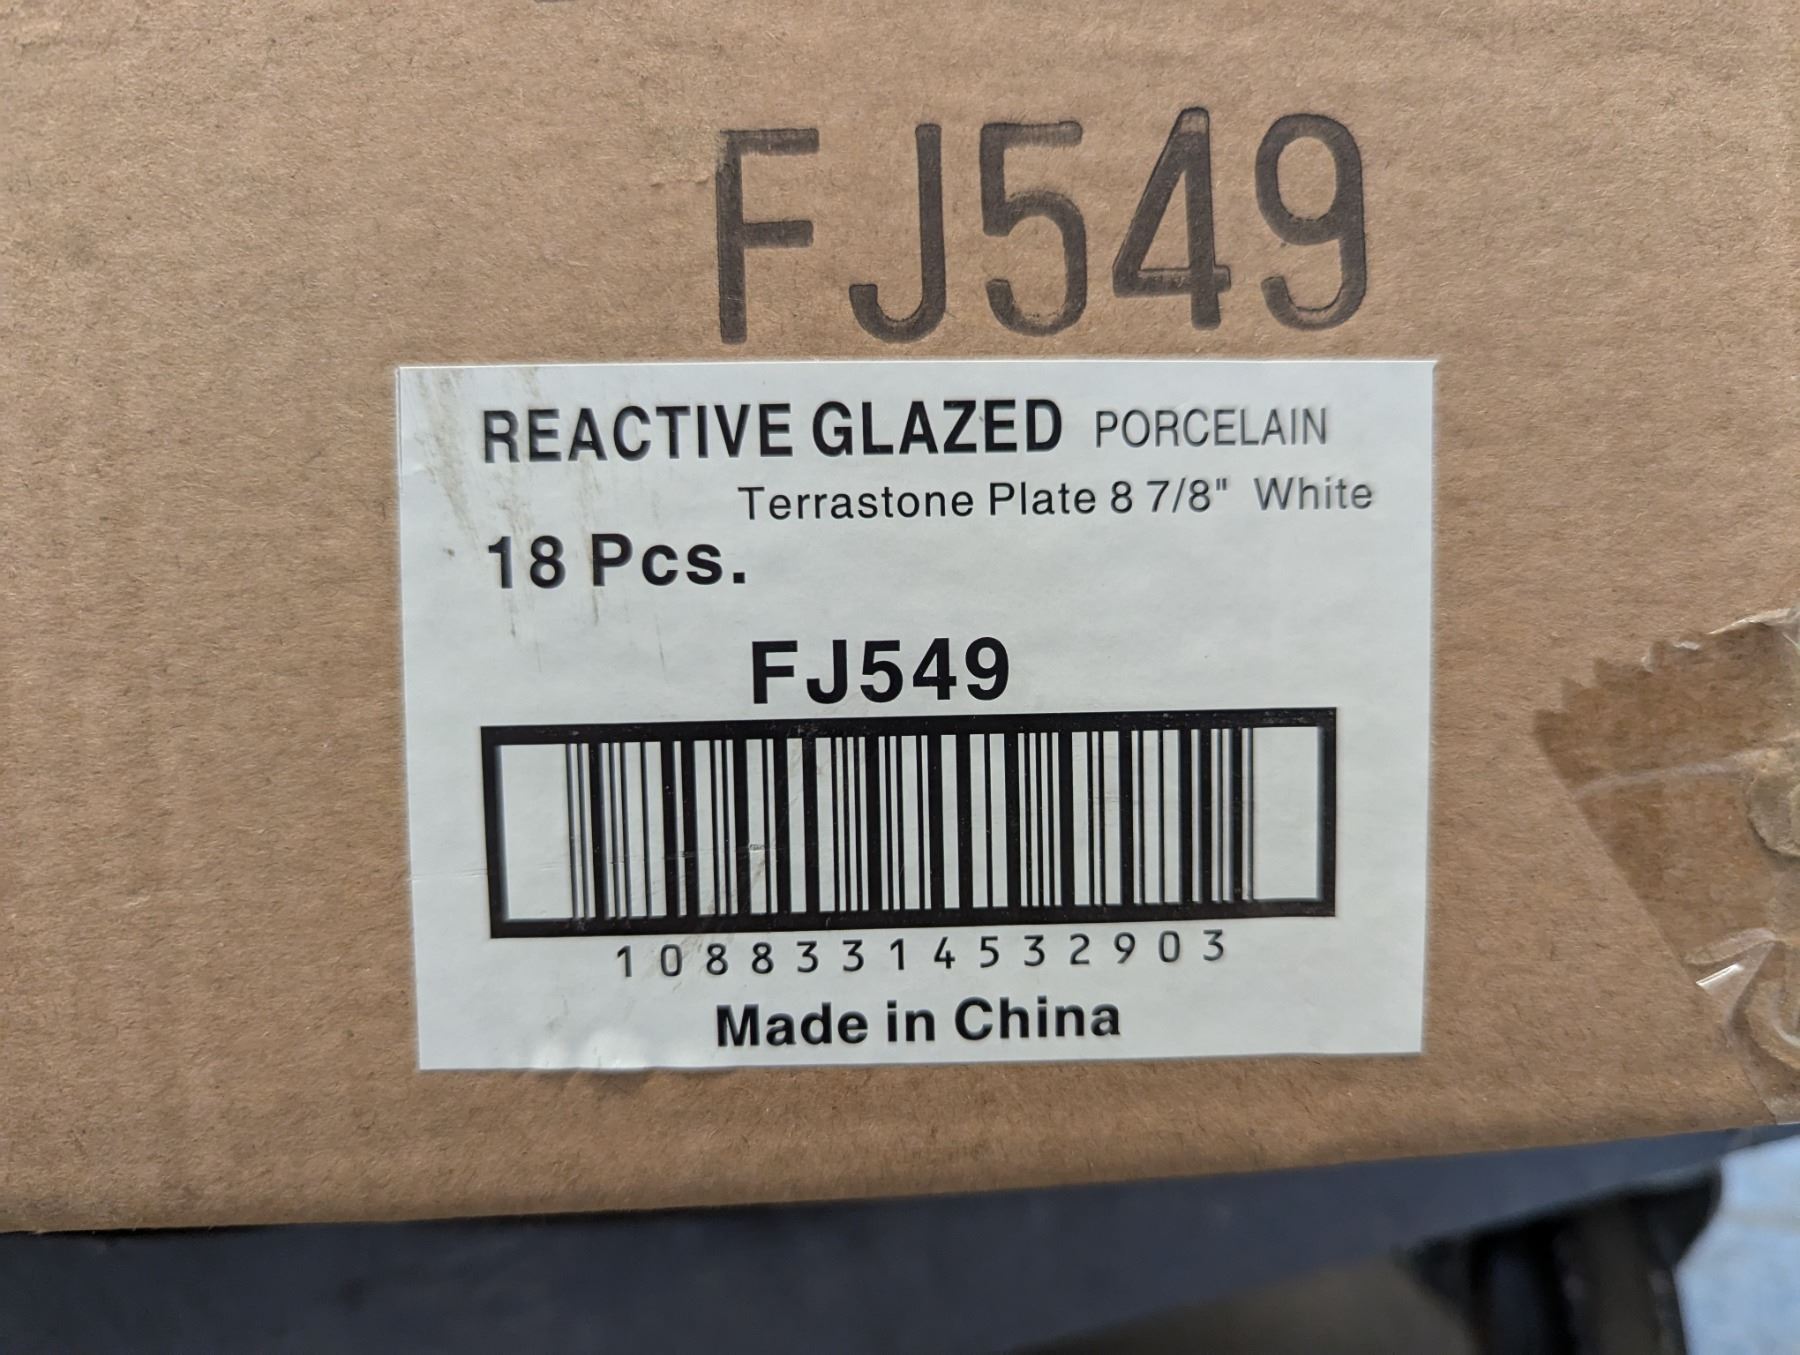 FJ549
REACTIVE GLAZED PORCELAIN
Terrastone Plate 8 7/8" White
18 Pcs.
FJ549
10883314532903
Made in China